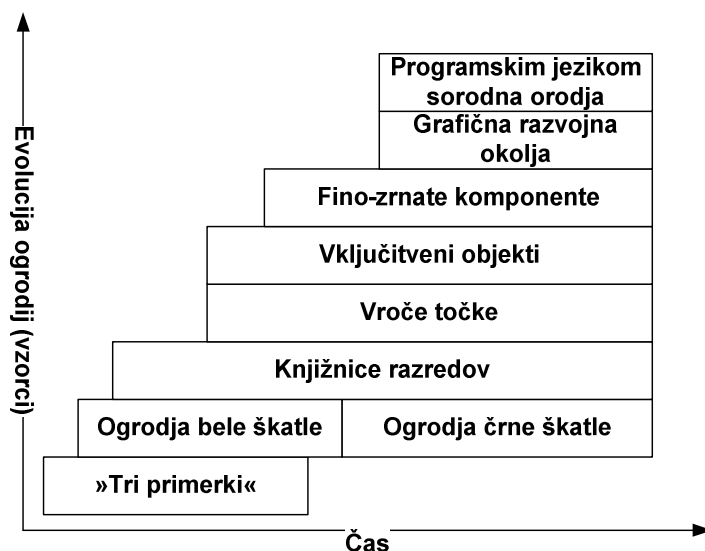 Programskim jezikom
sorodna orodja
Grafična razvojna
okolja
Fino-zrnate komponente
Vključitveni objekti
Vroče točke
Knjižnice razredov
Ogrodja bele škatle
Ogrodja črne škatle
»Tri primerki«
Evolucija ogrodij (vzorci)
Čas